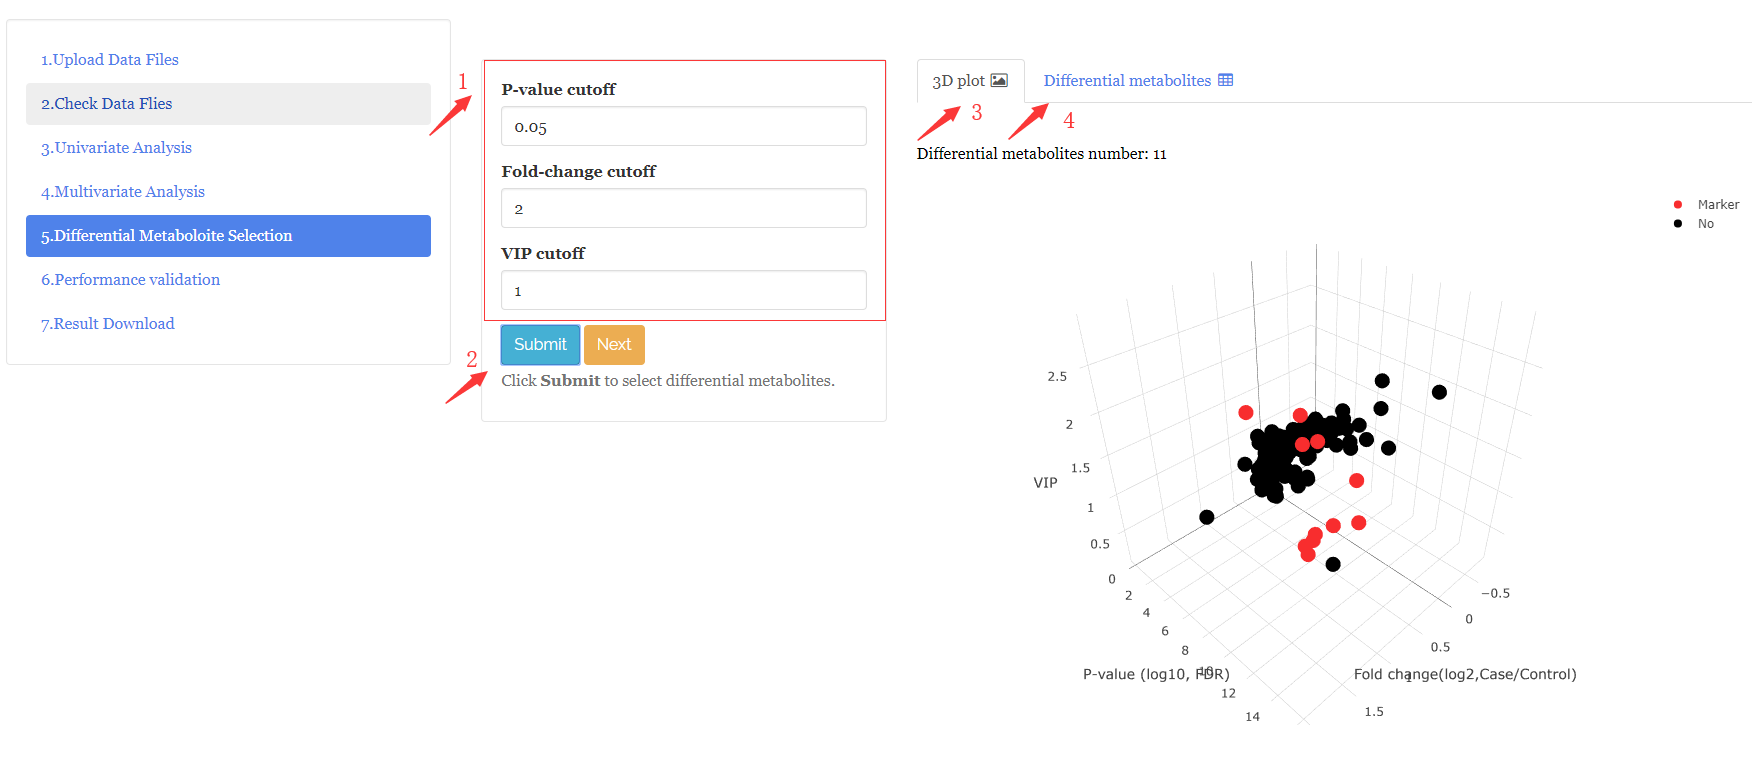 1.Upload Data Files
2.Check Data Flies
3.Univariate Analysis
4.Multivariate Analysis
5.Differential Metaboloite Selection
6.Performance validation
7.Result Download
1
P-value cutoff
0.05
Fold-change cutoff
2
VIP cutoff
1
2
Submit Next
Click Submit to select differential metabolites.
3D plot Differential metabolites
3 4
Differential metabolites number: 11
Marker
No
2.5
2
1.5
VIP
1
0.5
0
2
4
6
8
10
12
14
P-value (log10, FDR)
−0.5
0
0.5
1
1.5
Fold change(log2,Case/Control)